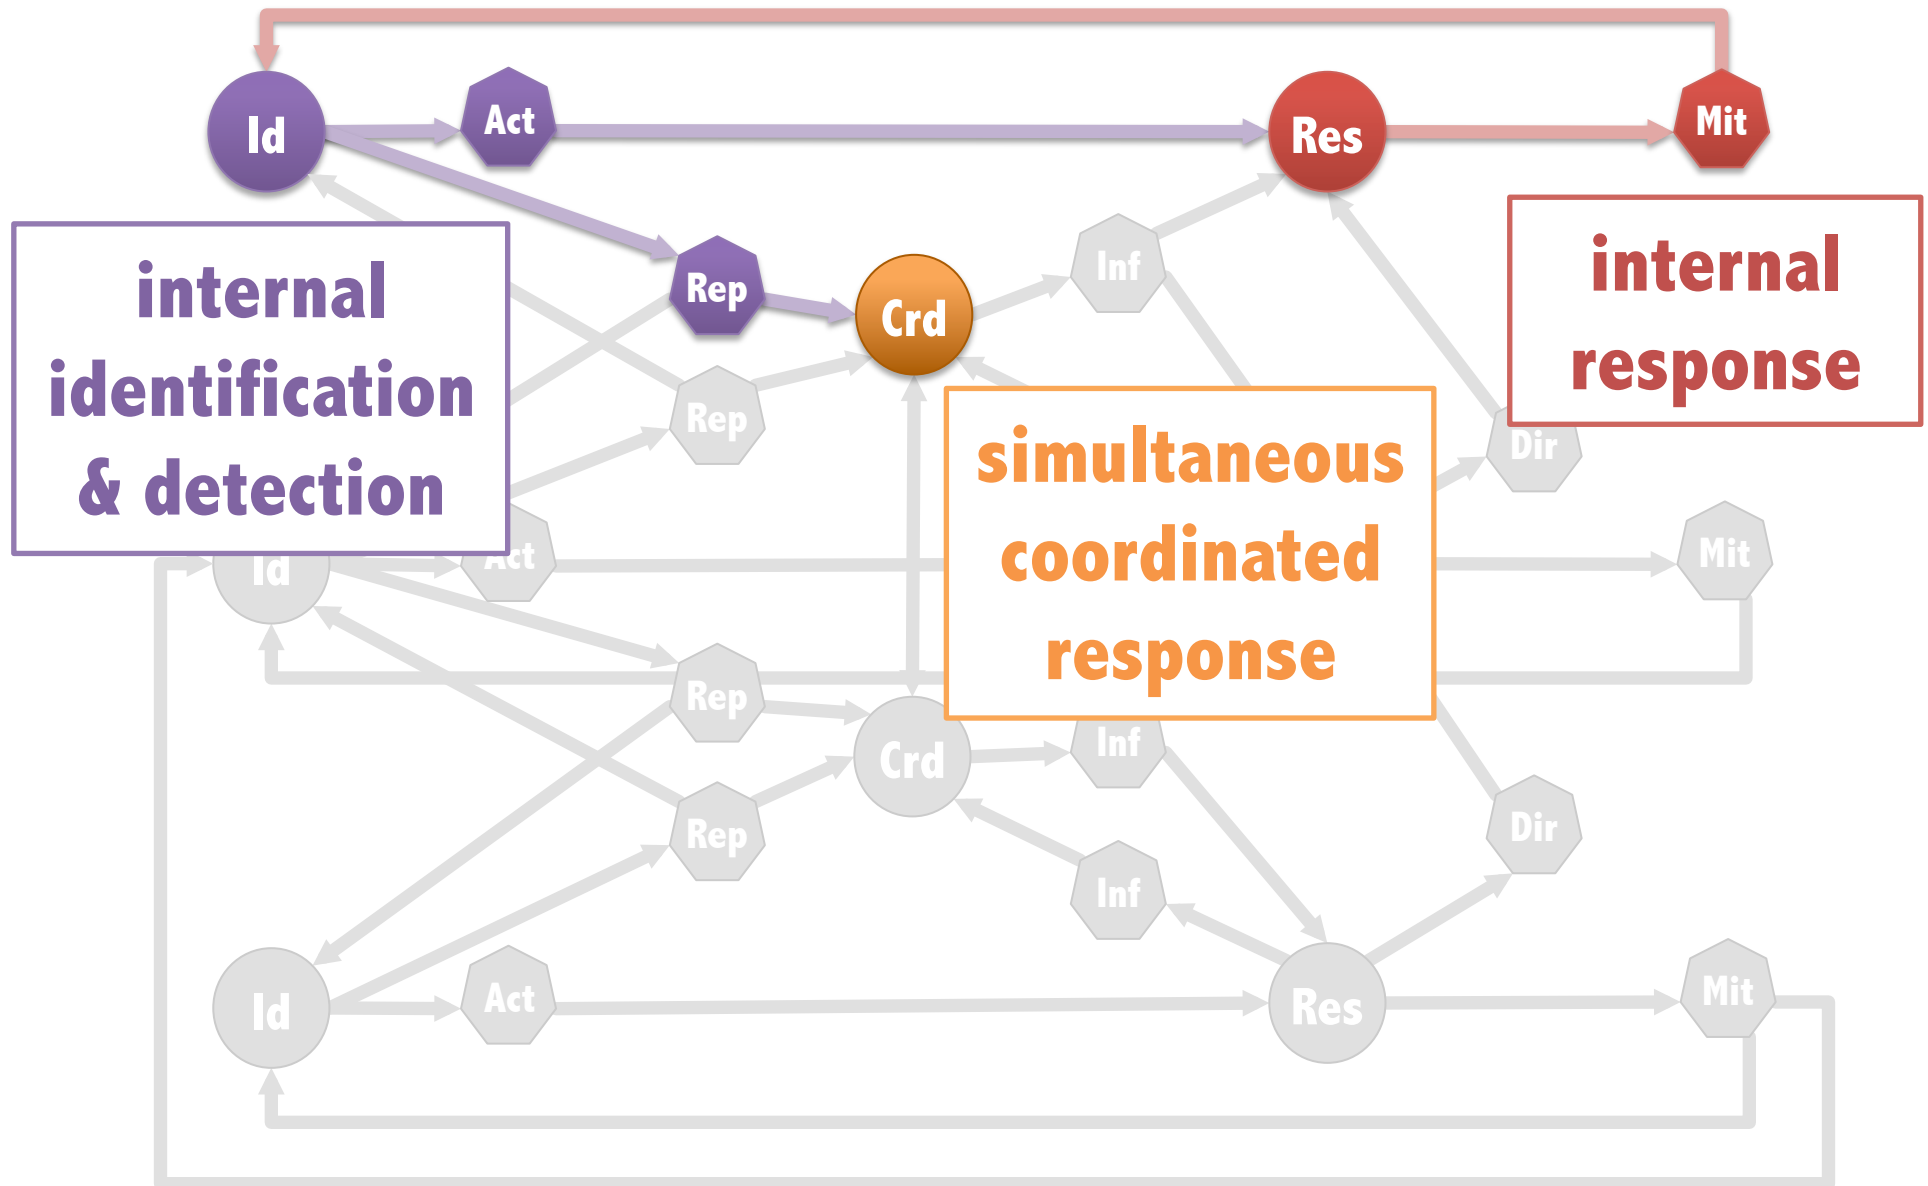 Id
Act
Res
Mit
Rep
Crd
Inf
internal
identification
& detection
internal
response
Rep
simultaneous
coordinated
response
Dir
Id
Act
Mit
Rep
Crd
Inf
Rep
Dir
Inf
Id
Act
Res
Mit